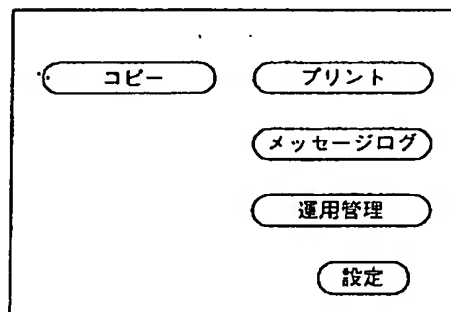 コピー
プリント
メッセージログ
運用管理
設定